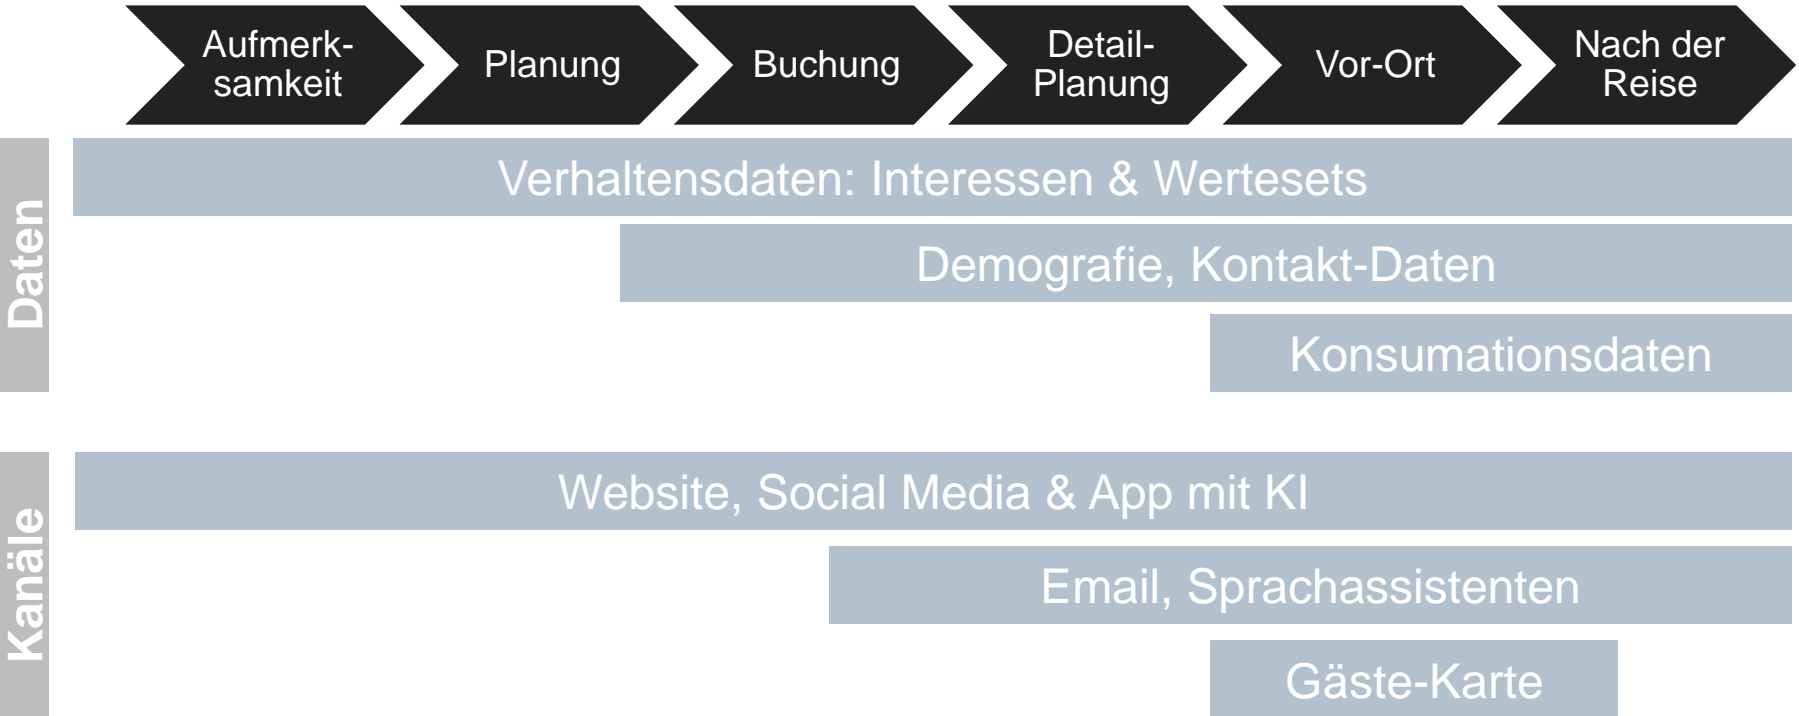 Aufmerk-
samkeit
Planung
Buchung
Detail-
Planung
Vor-Ort
Nach der
Reise
Daten
Verhaltensdaten: Interessen & Wertesets
Demografie, Kontakt-Daten
Konsumationsdaten
Kanäle
Website, Social Media & App mit KI
Email, Sprachassistenten
Gäste-Karte